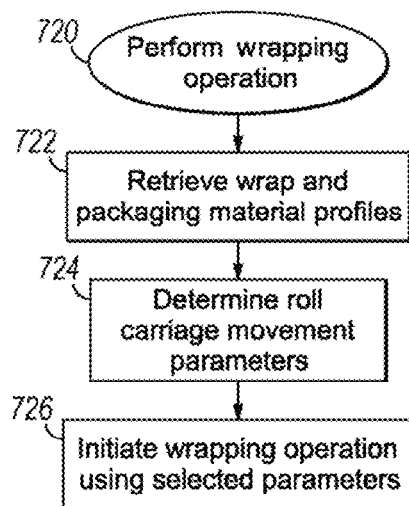 720
Perform wrapping
operation
722
Retrieve wrap and
packaging material profiles
724
Determine roll
carriage movement
parameters
726
Initiate wrapping operation
using selected parameters